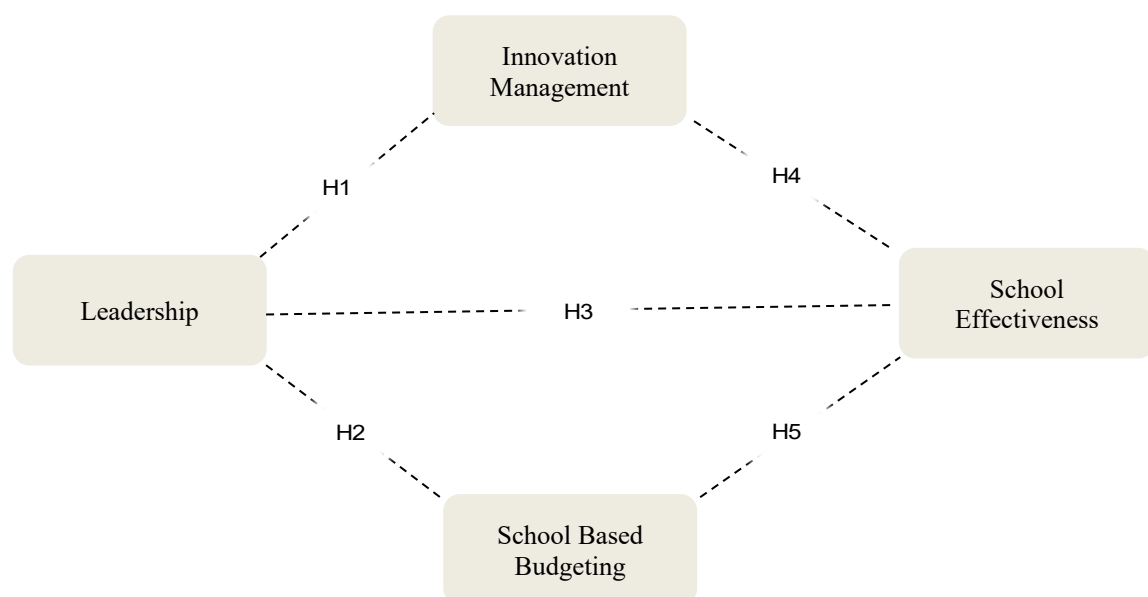 Innovation
Management
H1
H4
Leadership
H3
School
Effectiveness
H2
H5
School Based
Budgeting